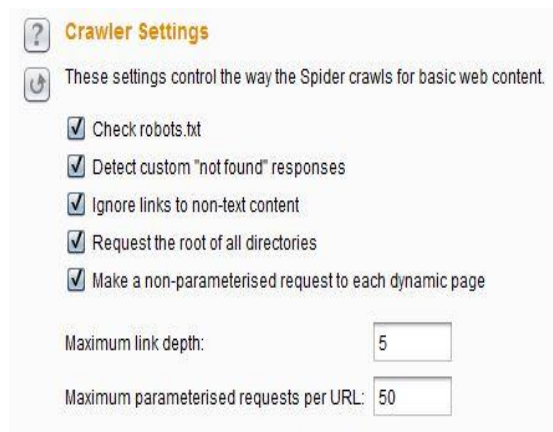 ?
Crawler Settings
These settings control the way the Spider crawls for basic web content.
Check robots.txt
Detect custom "not found" responses
Ignore links to non-text content
Request the root of all directories
Make a non-parameterised request to each dynamic page
Maximum link depth: 5
Maximum parameterised requests per URL: 50